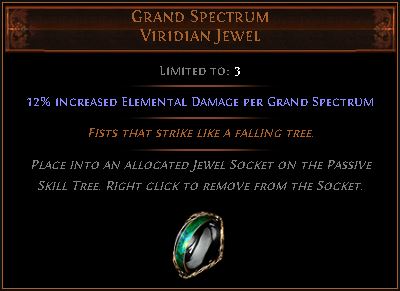 Grand Spectrum
Viridian Jewel
Limited to: 3
12% increased Elemental Damage per Grand Spectrum
Fists that strike like a falling tree.
Place into an allocated Jewel Socket on the Passive
Skill Tree. Right click to remove from the Socket.